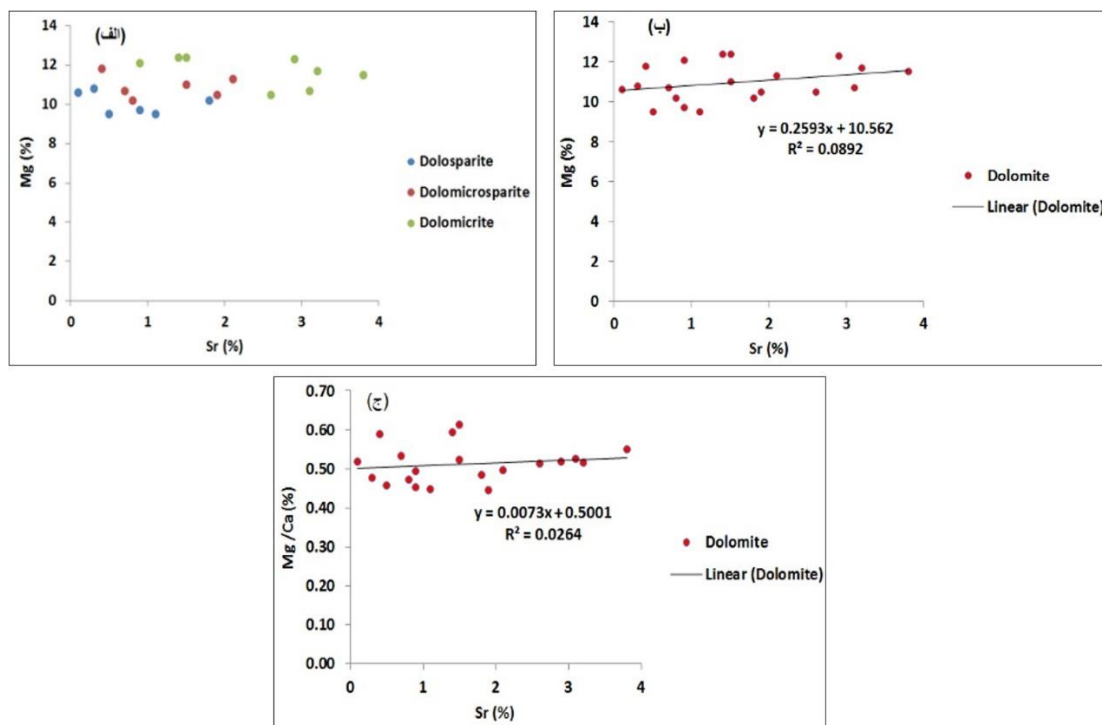 (الف)
14
12
10
8
6
4
2
0
Mg (%)
0 1 2 3 4
Sr (%)
Dolosparite
Dolomicrosparite
Dolomicrite
(ب)
14
12
10
8
6
4
2
0
Mg (%)
0 1 2 3 4
Sr (%)
y = 0.2593x + 10.562
R² = 0.0892
Dolomite
Linear (Dolomite)
(ج)
0.70
0.60
0.50
0.40
0.30
0.20
0.10
0.00
Mg /Ca (%)
0 1 2 3 4
Sr (%)
y = 0.0073x + 0.5001
R² = 0.0264
Dolomite
Linear (Dolomite)